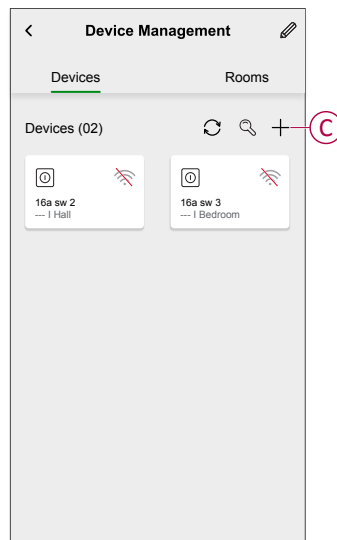 Device Management
Devices Rooms
Devices (02)
C
16a sw 2
--- I Hall
16a sw 3
--- I Bedroom